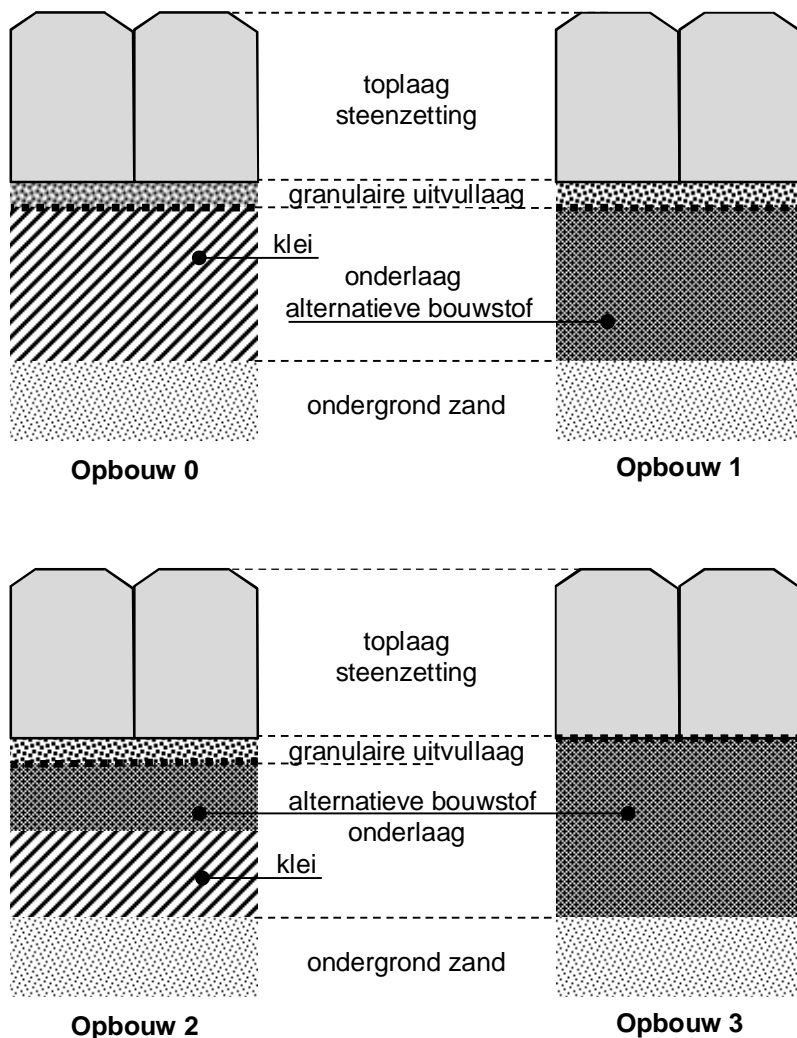 toplaag
steenzetting
granulaire uitvullaag
klei
onderlaag
alternatieve bouwstof
ondergrond zand
Opbouw 0
Opbouw 1
toplaag
steenzetting
granulaire uitvullaag
alternatieve bouwstof
onderlaag
klei
ondergrond zand
Opbouw 2
Opbouw 3